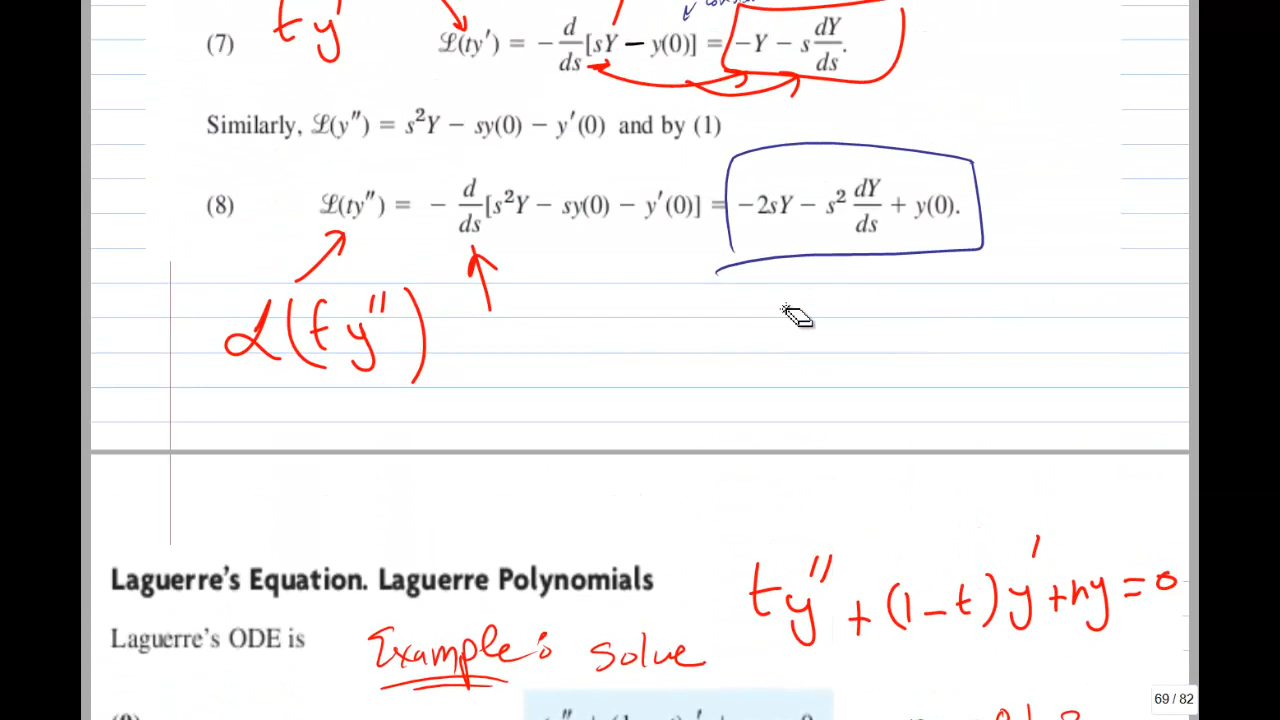 t y'
(7) ℒ(ty') = − d/ds [sY − y(0)] = −Y − s dY/ds.
Similarly, ℒ(y'') = s²Y − sy(0) − y'(0) and by (1)
(8) ℒ(ty'') = − d/ds [s²Y − sy(0) − y'(0)] = −2sY − s² dY/ds + y(0).
ℒ(ty'')
Laguerre's Equation. Laguerre Polynomials
ty'' + (1−t)y' + ny = 0
Laguerre's ODE is
Example: solve
69 / 82